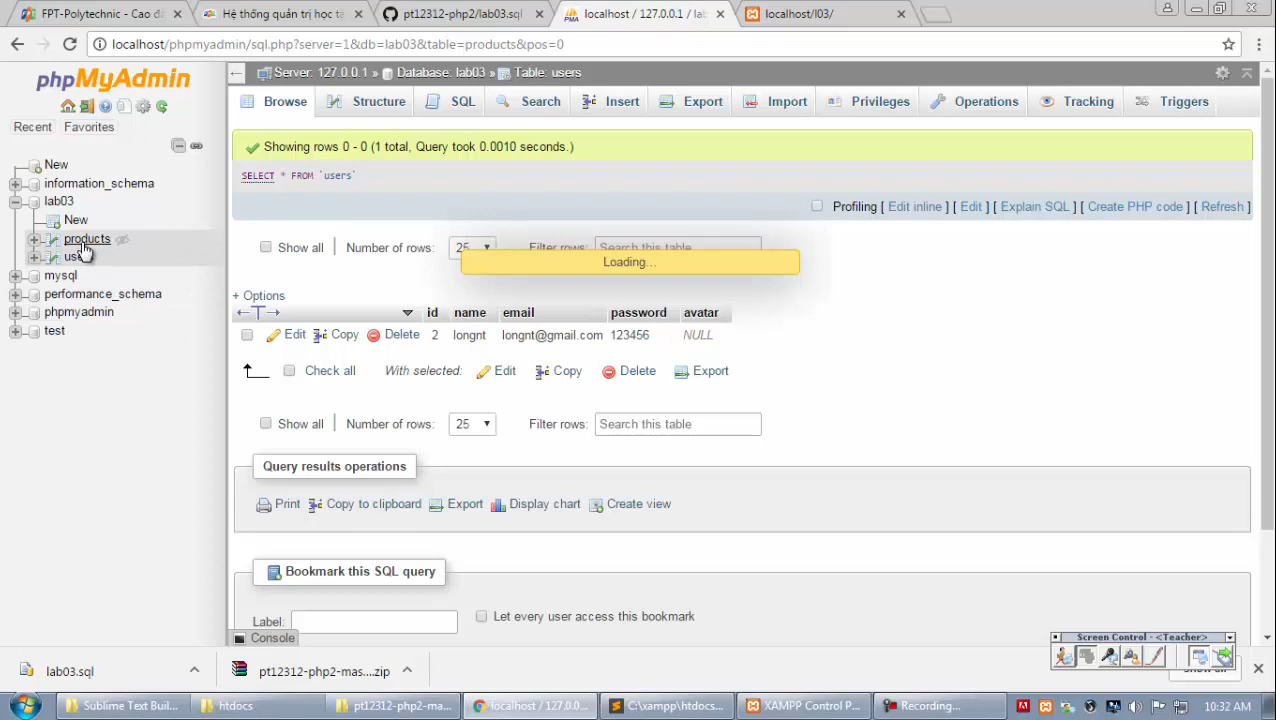 FPT-Polytechnic - Cao đẳ
Hệ thống quản trị học tậ
pt12312-php2/lab03.sql
localhost / 127.0.0.1 / lab
localhost/l03/
localhost/phpmyadmin/sql.php?server=1&db=lab03&table=products&pos=0
phpMyAdmin
Recent Favorites
New
information_schema
lab03
New
products
mysql
performance_schema
phpmyadmin
test
Server: 127.0.0.1 » Database: lab03 » Table: users
Browse Structure SQL Search Insert Export Import Privileges Operations Tracking Triggers
Showing rows 0 - 0 (1 total, Query took 0.0010 seconds.)
SELECT * FROM `users`
Profiling [ Edit inline ] [ Edit ] [ Explain SQL ] [ Create PHP code ] [ Refresh ]
Show all Number of rows: 25 Filter rows: Search this table
Loading...
+ Options
id name email password avatar
Edit Copy Delete 2 longnt longnt@gmail.com 123456 NULL
Check all With selected: Edit Copy Delete Export
Show all Number of rows: 25 Filter rows: Search this table
Query results operations
Print Copy to clipboard Export Display chart Create view
Bookmark this SQL query
Label: Let every user access this bookmark
Console
Screen Control - <Teacher>
lab03.sql
pt12312-php2-mas....zip
Sublime Text Buil...
htdocs
pt12312-php2-ma...
localhost / 127.0.0...
C:\xampp\htdocs...
XAMPP Control P...
Recording...
10:32 AM